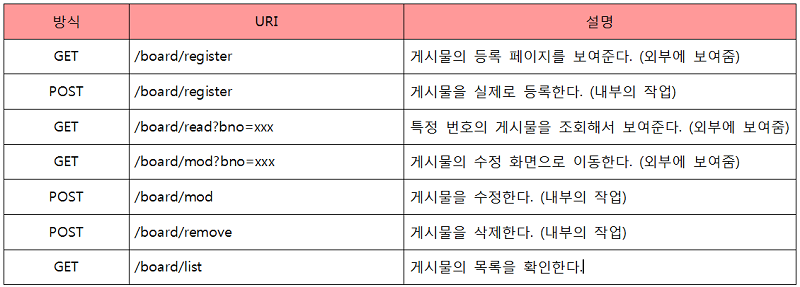 방식 URI 설명
GET /board/register 게시물의 등록 페이지를 보여준다. (외부에 보여줌)
POST /board/register 게시물을 실제로 등록한다. (내부의 작업)
GET /board/read?bno=xxx 특정 번호의 게시물을 조회해서 보여준다. (외부에 보여줌)
GET /board/mod?bno=xxx 게시물의 수정 화면으로 이동한다. (외부에 보여줌)
POST /board/mod 게시물을 수정한다. (내부의 작업)
POST /board/remove 게시물을 삭제한다. (내부의 작업)
GET /board/list 게시물의 목록을 확인한다.